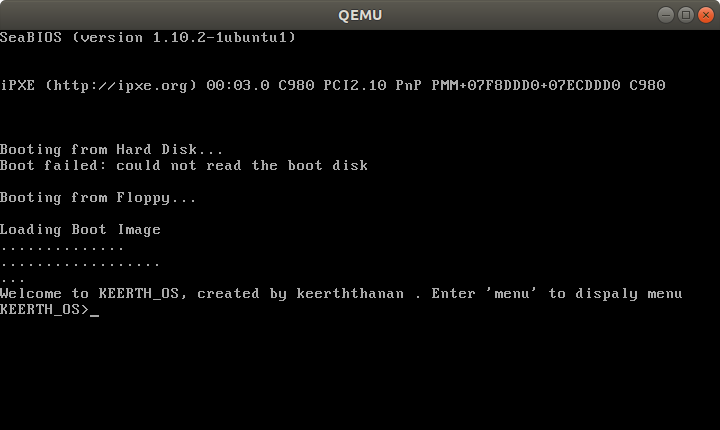 QEMU
SeaBIOS (version 1.10.2-1ubuntu1)
iPXE (http://ipxe.org) 00:03.0 C980 PCI2.10 PnP PMM+07F8DDD0+07ECDDD0 C980
Booting from Hard Disk...
Boot failed: could not read the boot disk
Booting from Floppy...
Loading Boot Image
..............
..................
...
Welcome to KEERTH_OS, created by keerththanan . Enter 'menu' to dispaly menu
KEERTH_OS>_